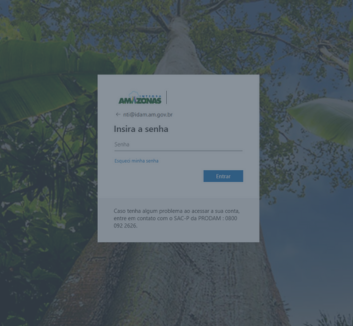 AMAZONAS
nti@idam.am.gov.br
Insira a senha
Senha
Esqueci minha senha
Entrar
Caso tenha algum problema ao acessar a sua conta,
entre em contato com o SAC-P da PRODAM - 0800
092 2626.